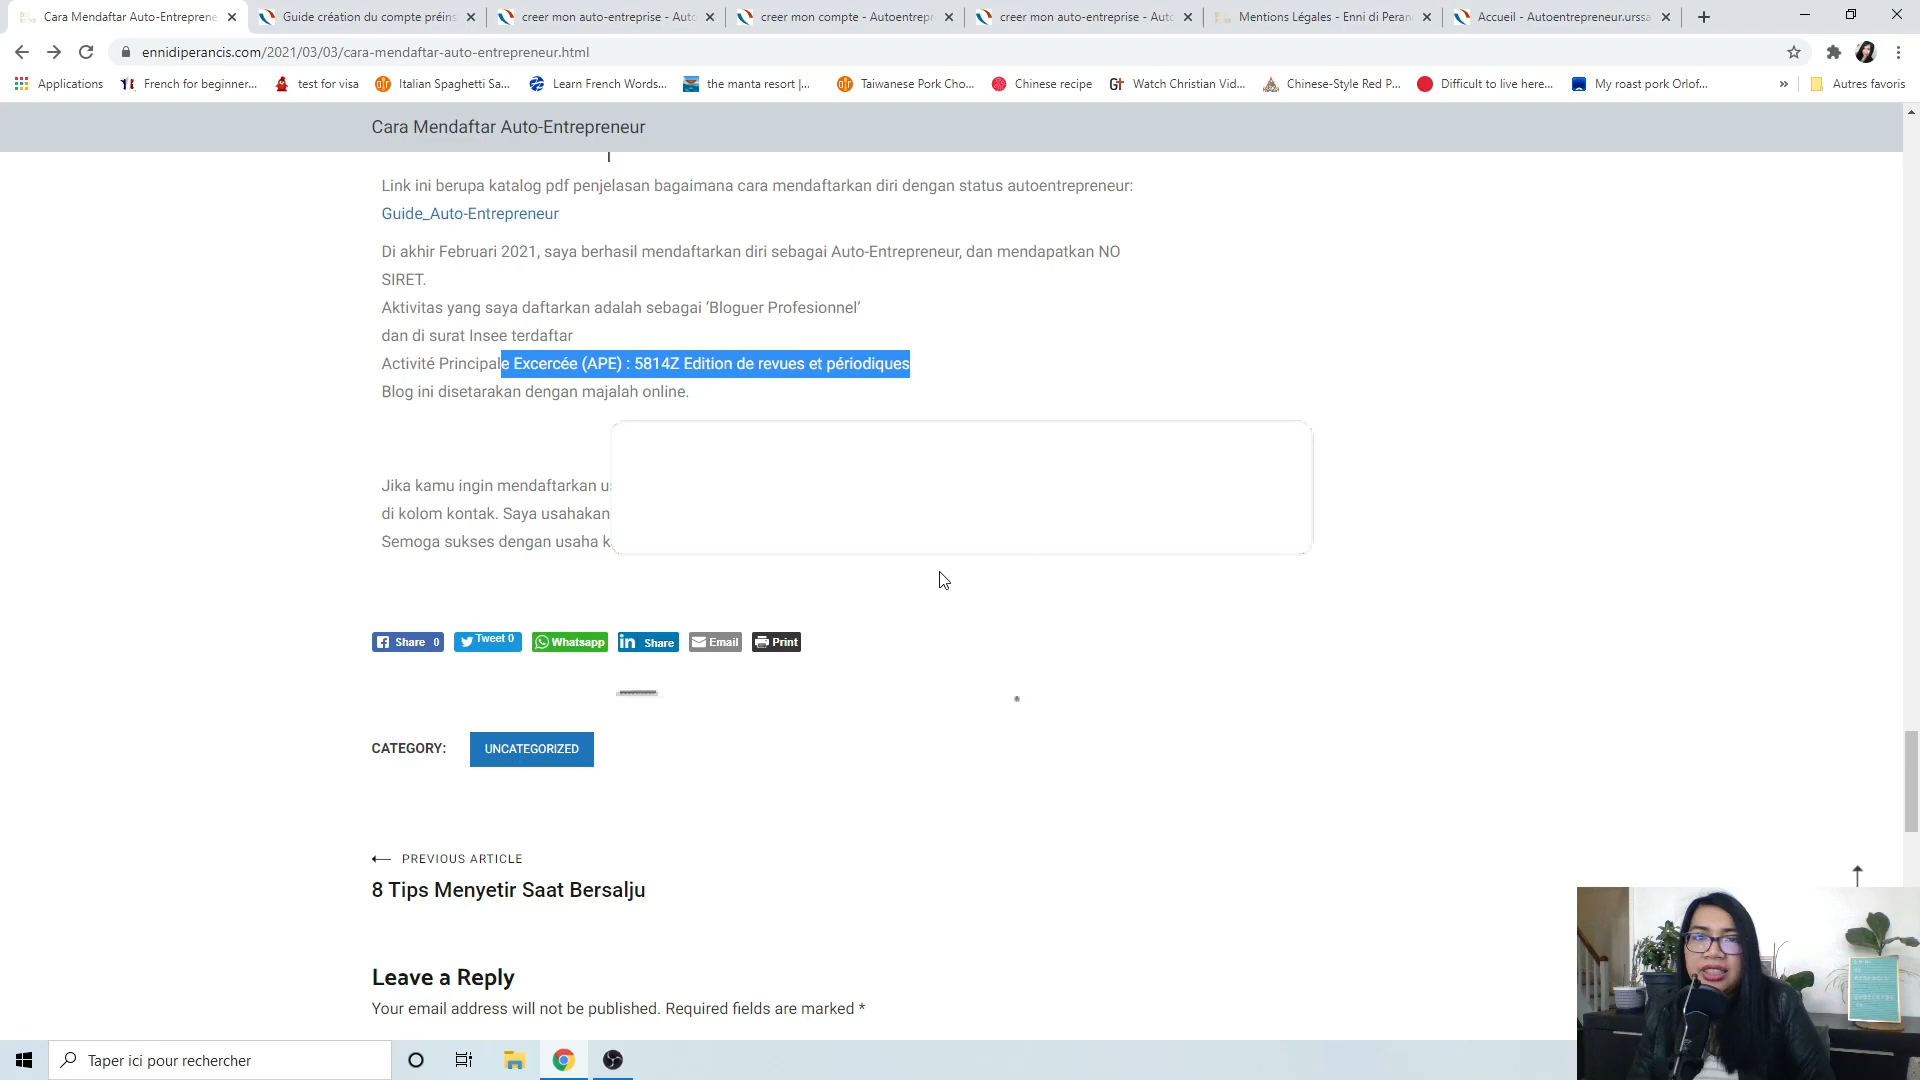 Cara Mendaftar Auto-Entreprene
Guide création du compte préins
creer mon auto-entreprise - Auto
creer mon compte - Autoentrepr
creer mon auto-entreprise - Auto
Mentions Légales - Enni di Peran
Accueil - Autoentrepreneur.urssa
ennidiperancis.com/2021/03/03/cara-mendaftar-auto-entrepreneur.html
Applications
French for beginner...
test for visa
Italian Spaghetti Sa...
Learn French Words...
the manta resort |...
Taiwanese Pork Cho...
Chinese recipe
Watch Christian Vid...
Chinese-Style Red P...
Difficult to live here...
My roast pork Orlof...
»
Autres favoris
Cara Mendaftar Auto-Entrepreneur
Link ini berupa katalog pdf penjelasan bagaimana cara mendaftarkan diri dengan status autoentrepreneur:
Guide_Auto-Entrepreneur
Di akhir Februari 2021, saya berhasil mendaftarkan diri sebagai Auto-Entrepreneur, dan mendapatkan NO
SIRET.
Aktivitas yang saya daftarkan adalah sebagai ‘Bloguer Profesionnel’
dan di surat Insee terdaftar
Activité Principale Excercée (APE) : 5814Z Edition de revues et périodiques
Blog ini disetarakan dengan majalah online.
Jika kamu ingin mendaftarkan
di kolom kontak. Saya usahakan
Semoga sukses dengan usaha
Share 0
Tweet 0
Whatsapp
Share
Email
Print
CATEGORY:
UNCATEGORIZED
PREVIOUS ARTICLE
8 Tips Menyetir Saat Bersalju
Leave a Reply
Your email address will not be published. Required fields are marked *
Taper ici pour rechercher